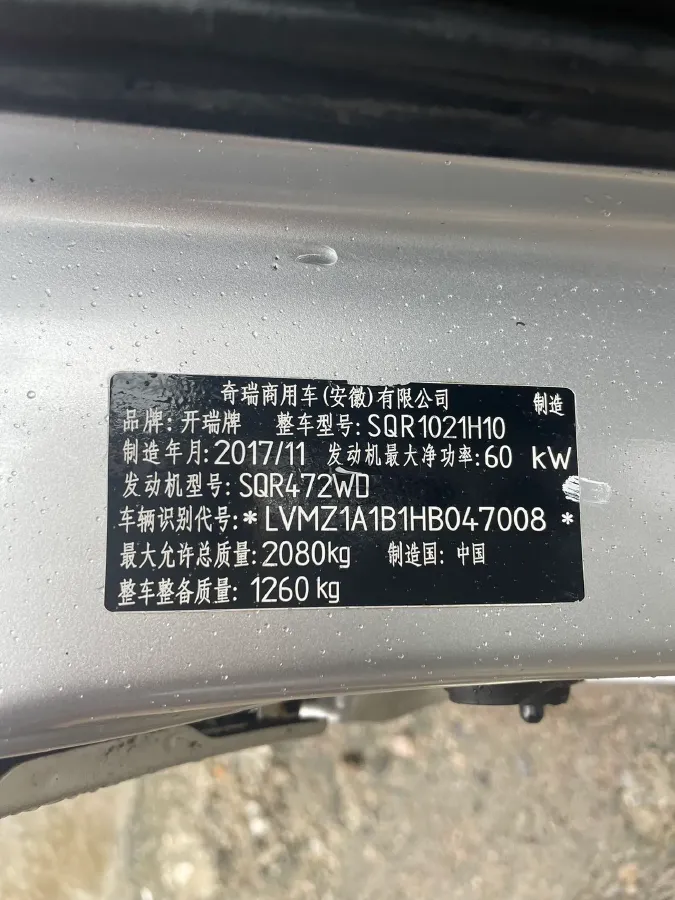 奇瑞商用车(安徽)有限公司 制造
品牌: 开瑞牌 整车型号: SQR1021H10
制造年月: 2017/11 发动机最大净功率: 60 kW
发动机型号: SQR472WD
车辆识别代号: *LVMZ1A1B1HB047008*
最大允许总质量: 2080kg 制造国: 中国
整车整备质量: 1260kg